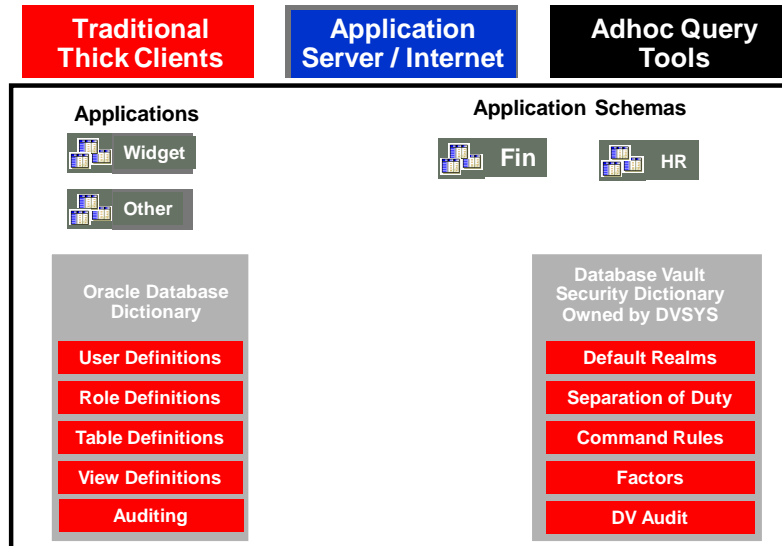 Traditional
Thick Clients
Application
Server / Internet
Adhoc Query
Tools
Applications
Widget
Other
Application Schemas
Fin
HR
Oracle Database
Dictionary
User Definitions
Role Definitions
Table Definitions
View Definitions
Auditing
Database Vault
Security Dictionary
Owned by DVSYS
Default Realms
Separation of Duty
Command Rules
Factors
DV Audit